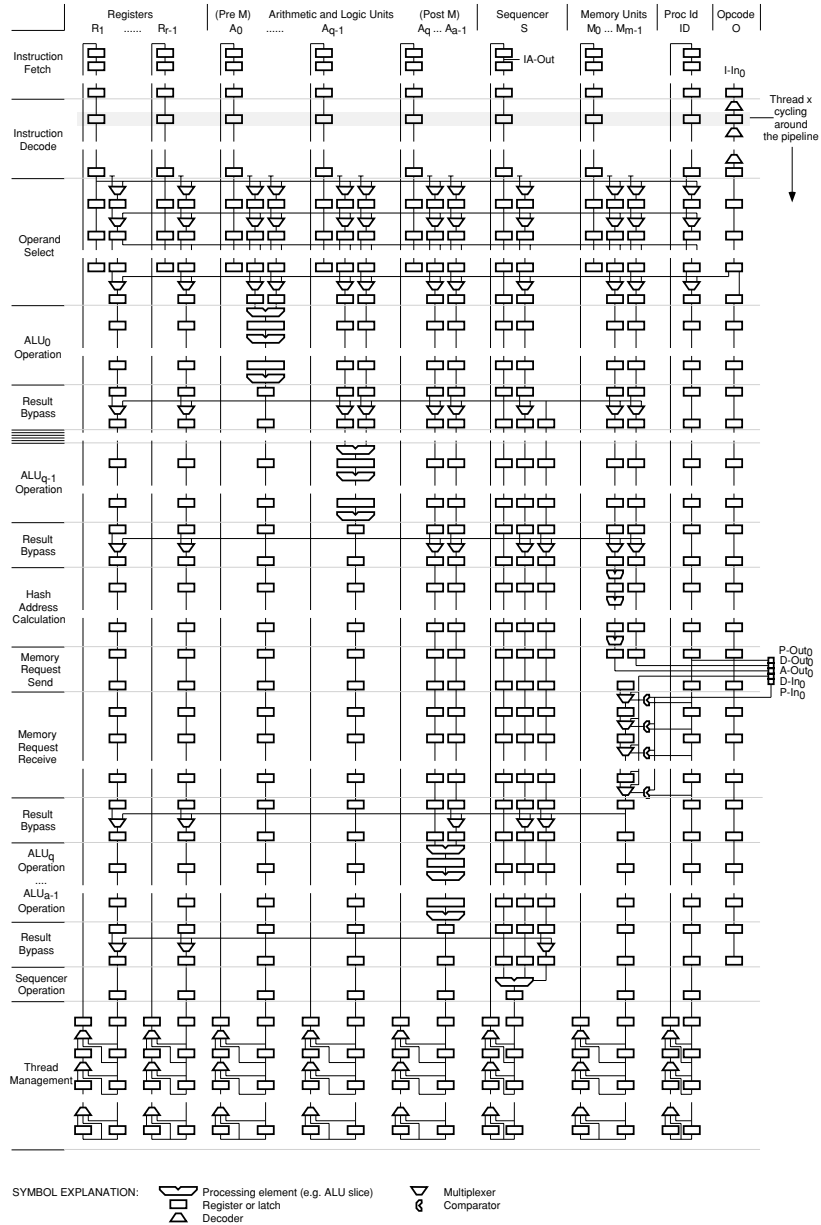 Registers (Pre M) Arithmetic and Logic Units (Post M) Sequencer Memory Units Proc Id Opcode
R1 ...... Rr-1 A0 ...... Aq-1 Aq ... Aa-1 S M0 ... Mm-1 ID O
Instruction
Fetch
IA-Out
I-In0
Thread x
cycling
around
the pipeline
Instruction
Decode
Operand
Select
ALU0
Operation
Result
Bypass
ALUq-1
Operation
Result
Bypass
Hash
Address
Calculation
Memory
Request
Send
P-Out0
D-Out0
A-Out0
D-In0
P-In0
Memory
Request
Receive
Result
Bypass
ALUq
Operation
....
ALUa-1
Operation
Result
Bypass
Sequencer
Operation
Thread
Management
SYMBOL EXPLANATION: Processing element (e.g. ALU slice) Multiplexer
Register or latch Comparator
Decoder